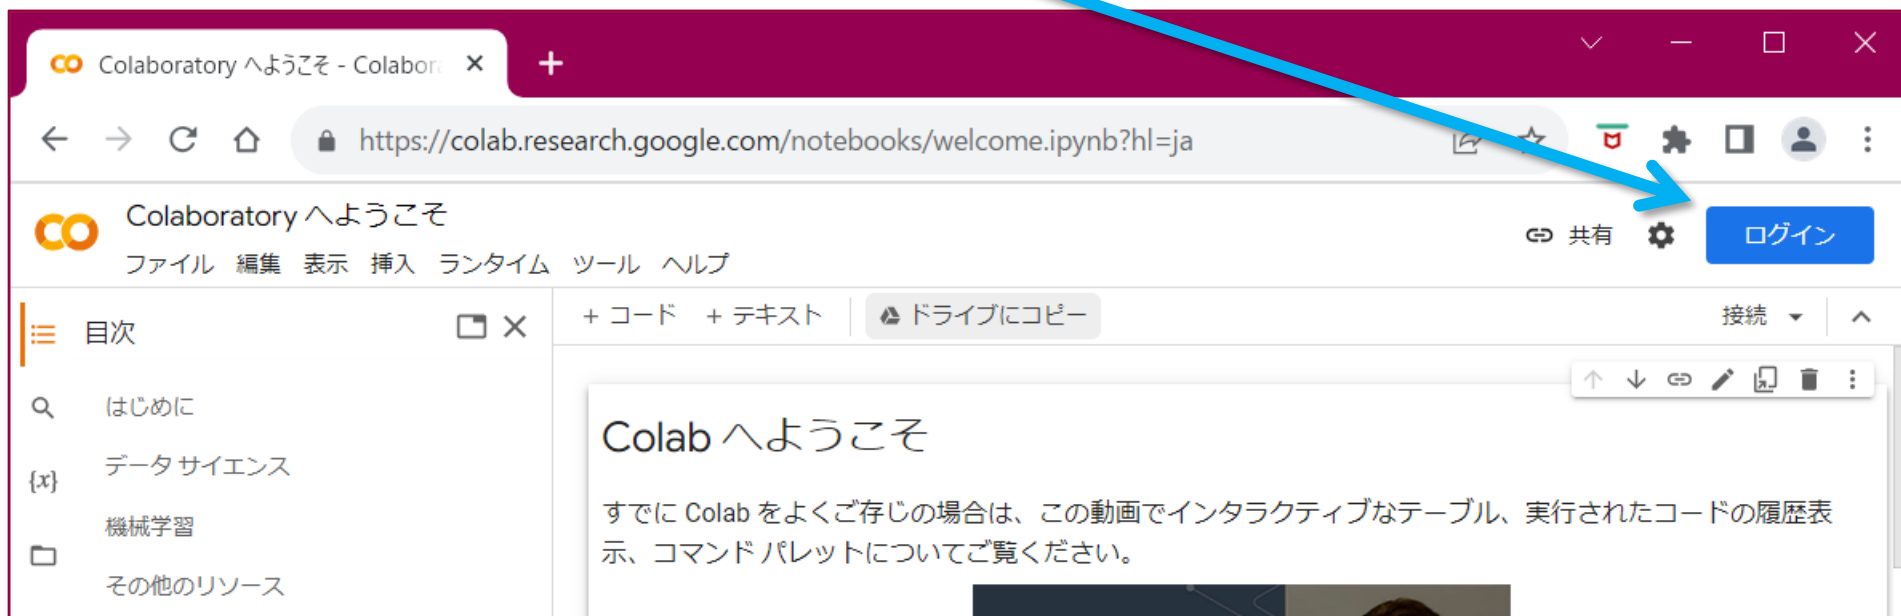 Colaboratory へようこそ - Colabor
https://colab.research.google.com/notebooks/welcome.ipynb?hl=ja
Colaboratory へようこそ
共有
ログイン
ファイル 編集 表示 挿入 ランタイム ツール ヘルプ
目次
+ コード + テキスト ドライブにコピー
接続
はじめに
{x}
データ サイエンス
機械学習
その他のリソース
Colab へようこそ
すでに Colab をよくご存じの場合は、この動画でインタラクティブなテーブル、実行されたコードの履歴表
示、コマンド パレットについてご覧ください。